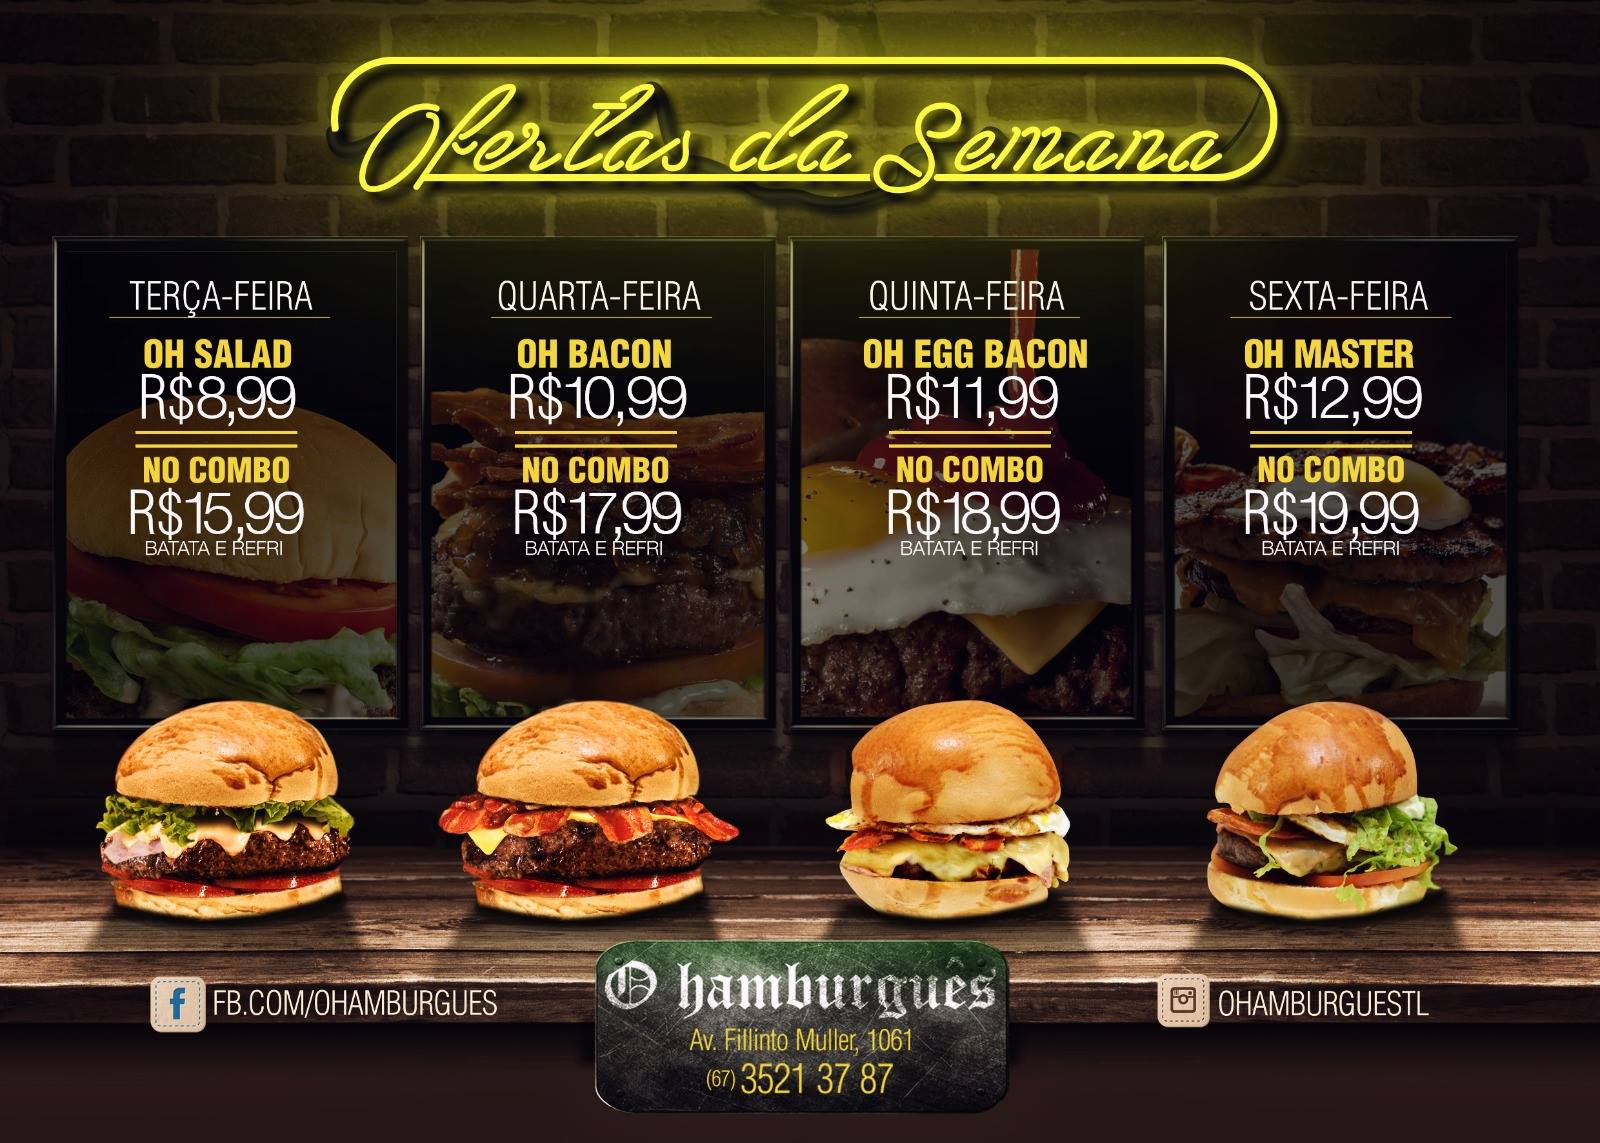 Ofertas da Semana
TERÇA-FEIRA
OH SALAD
R$8,99
NO COMBO
R$15,99
BATATA E REFRI
QUARTA-FEIRA
OH BACON
R$10,99
NO COMBO
R$17,99
BATATA E REFRI
QUINTA-FEIRA
OH EGG BACON
R$11,99
NO COMBO
R$18,99
BATATA E REFRI
SEXTA-FEIRA
OH MASTER
R$12,99
NO COMBO
R$19,99
BATATA E REFRI
FB.COM/OHAMBURGUES
O hamburguês
Av. Fillinto Muller, 1061
(67) 3521 37 87
OHAMBURGUESTL